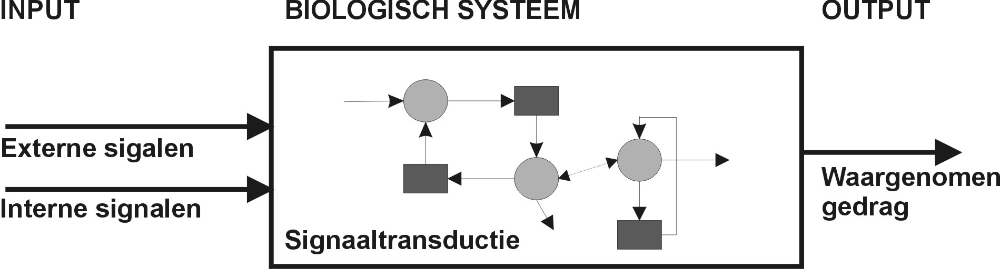 INPUT
BIOLOGISCH SYSTEEM
OUTPUT
Externe sigalen
Interne signalen
Signaaltransductie
Waargenomen
gedrag